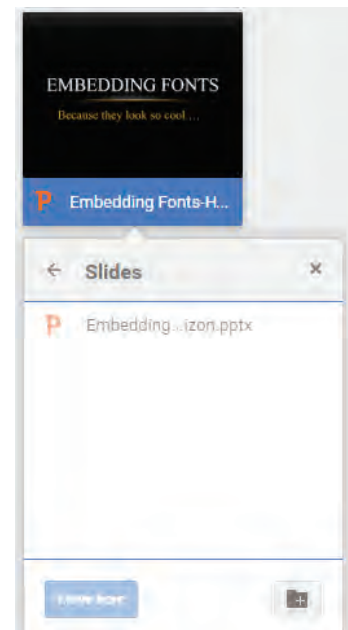 EMBEDDING FONTS
Because they look so cool ...
P Embedding Fonts-H...
Slides
P Embedding...izon.pptx